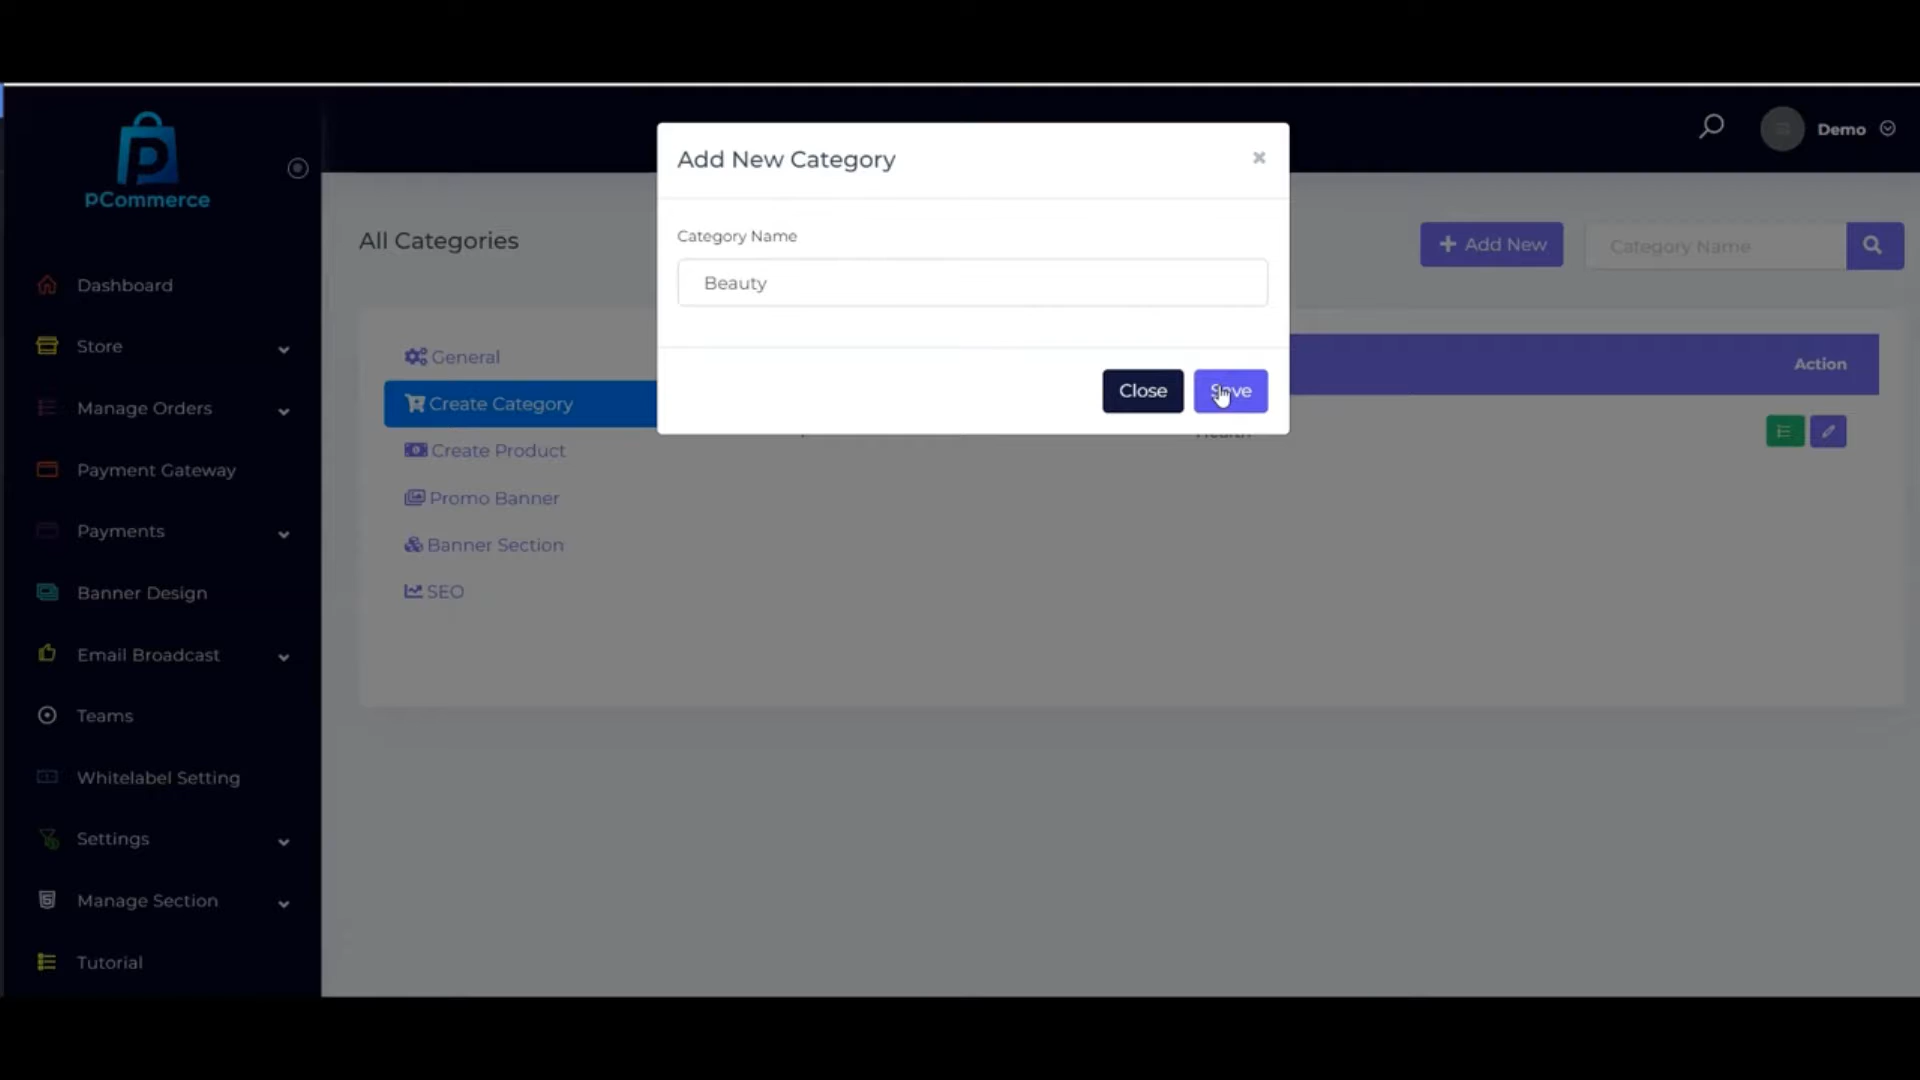 pCommerce
Dashboard
Store
Manage Orders
Payment Gateway
Payments
Banner Design
Email Broadcast
Teams
Whitelabel Setting
Settings
Manage Section
Tutorial
Demo
All Categories
Add New
Category Name
General
Create Category
Create Product
Promo Banner
Banner Section
SEO
Action
Health
Add New Category
×
Category Name
Beauty
Close
Save